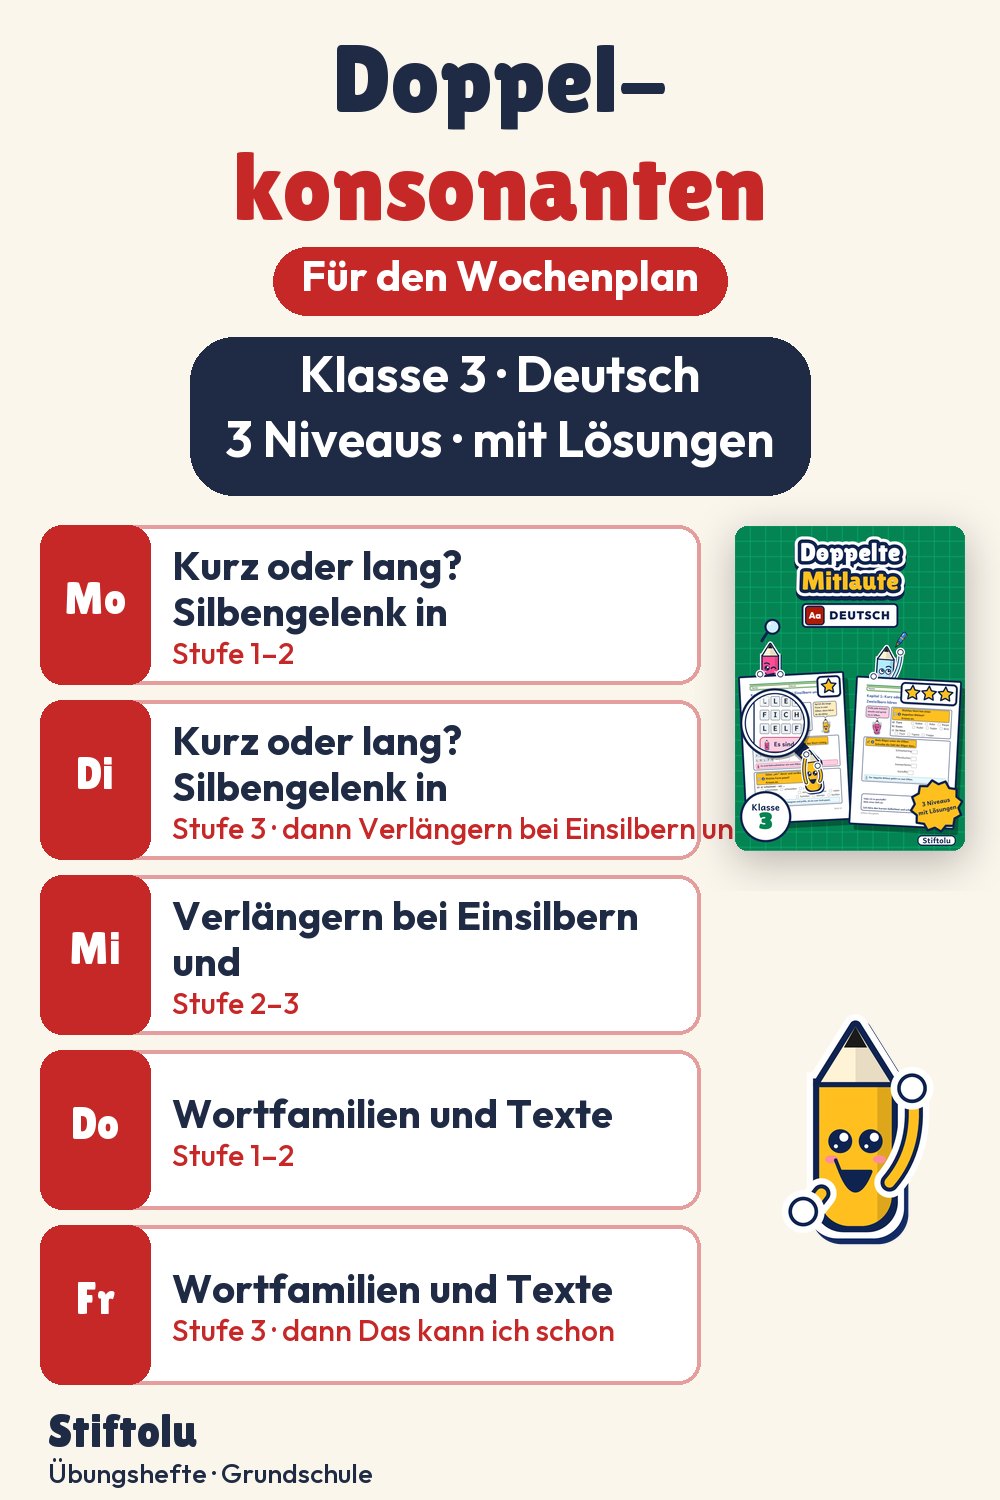 Doppel-
konsonanten
Für den Wochenplan
Klasse 3 · Deutsch
3 Niveaus · mit Lösungen
Mo
Kurz oder lang?
Silbengelenk in
Stufe 1–2
Di
Kurz oder lang?
Silbengelenk in
Stufe 3 · dann Verlängern bei Einsilbern un
Mi
Verlängern bei Einsilbern
und
Stufe 2–3
Do
Wortfamilien und Texte
Stufe 1–2
Fr
Wortfamilien und Texte
Stufe 3 · dann Das kann ich schon
Doppelte
Mitlaute
Aa DEUTSCH
L E
F I C H
L E L F
Es sind
Klasse
3
3 Niveaus
mit Lösungen
Stiftolu
Stiftolu
Übungshefte · Grundschule